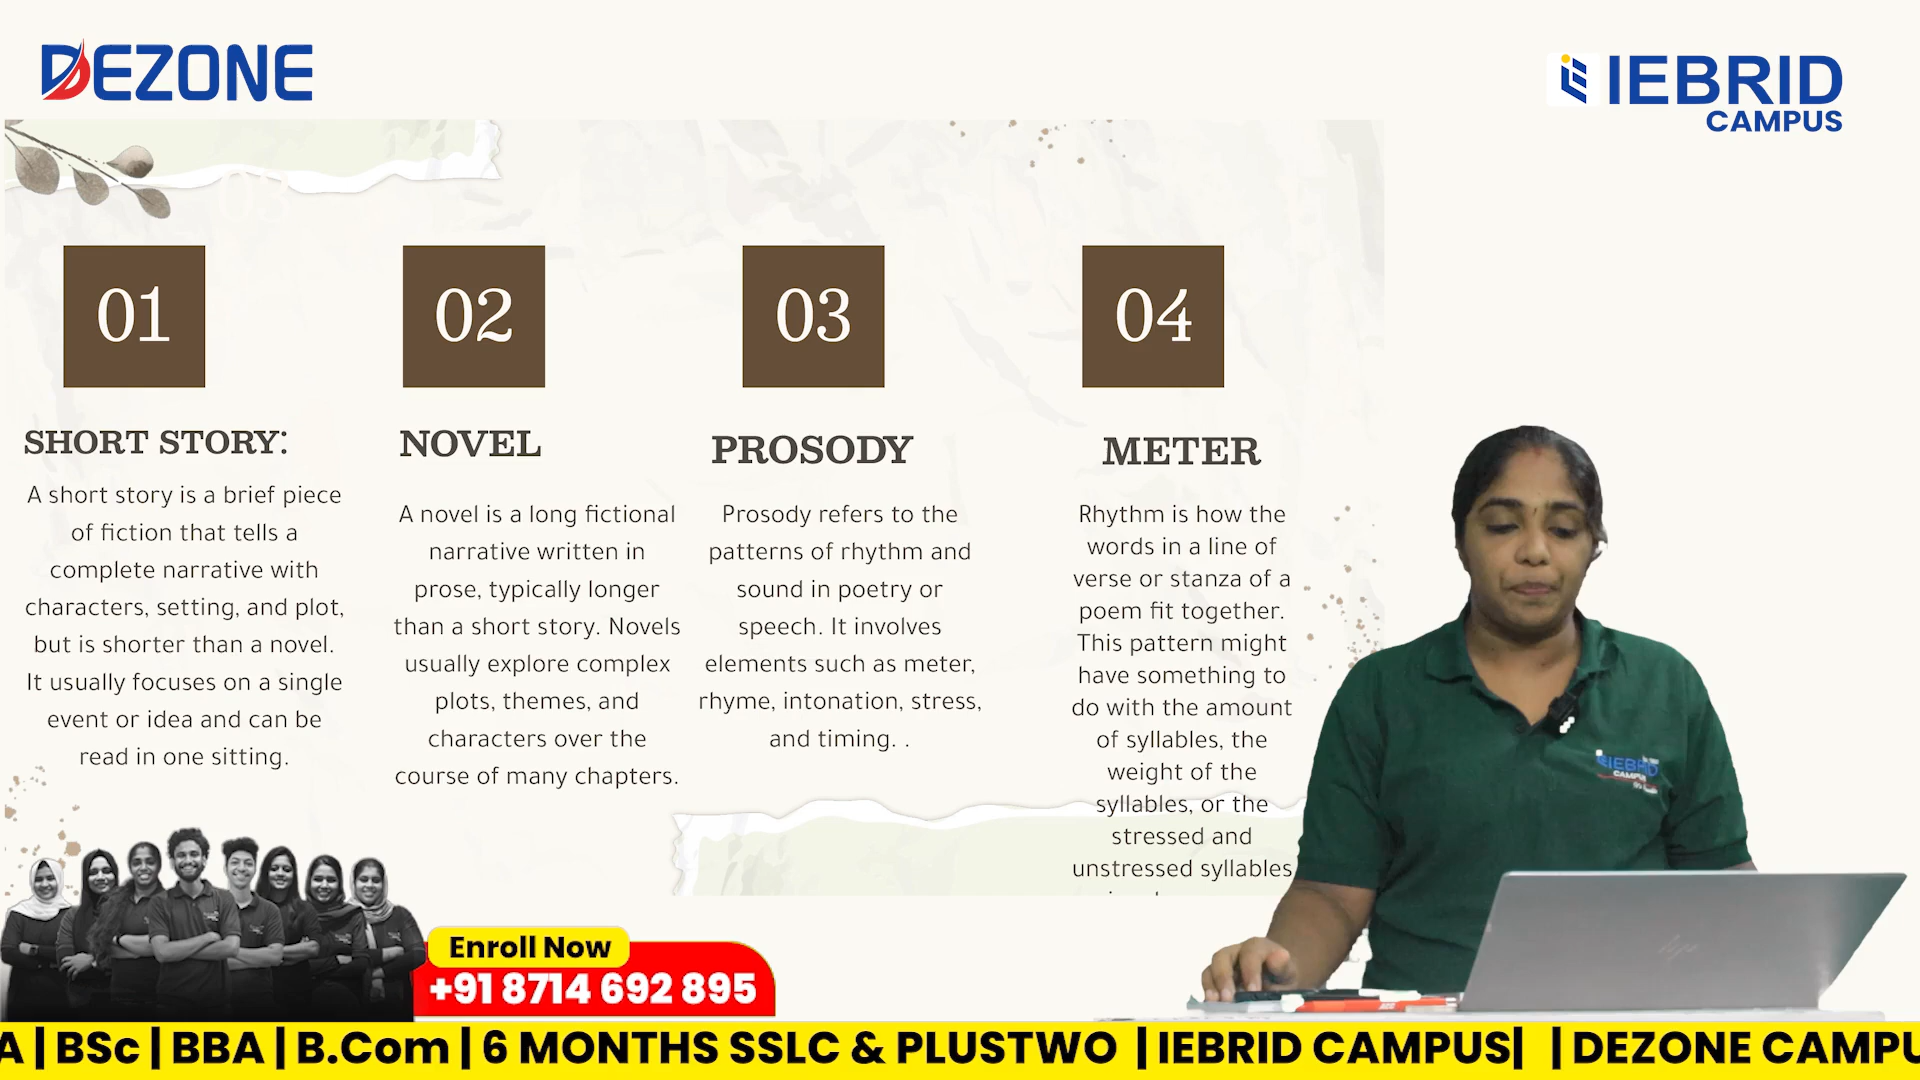 DEZONE
IEBRID
CAMPUS
01
02
03
04
SHORT STORY:
A short story is a brief piece
of fiction that tells a
complete narrative with
characters, setting, and plot,
but is shorter than a novel.
It usually focuses on a single
event or idea and can be
read in one sitting.
NOVEL
A novel is a long fictional
narrative written in
prose, typically longer
than a short story. Novels
usually explore complex
plots, themes, and
characters over the
course of many chapters.
PROSODY
Prosody refers to the
patterns of rhythm and
sound in poetry or
speech. It involves
elements such as meter,
rhyme, intonation, stress,
and timing. .
METER
Rhythm is how the
words in a line of
verse or stanza of a
poem fit together.
This pattern might
have something to
do with the amount
of syllables, the
weight of the
syllables, or the
stressed and
unstressed syllables
IEBRID
CAMPUS
Enroll Now
+91 8714 692 895
A | BSc | BBA | B.Com | 6 MONTHS SSLC & PLUSTWO | IEBRID CAMPUS| | DEZONE CAMPU